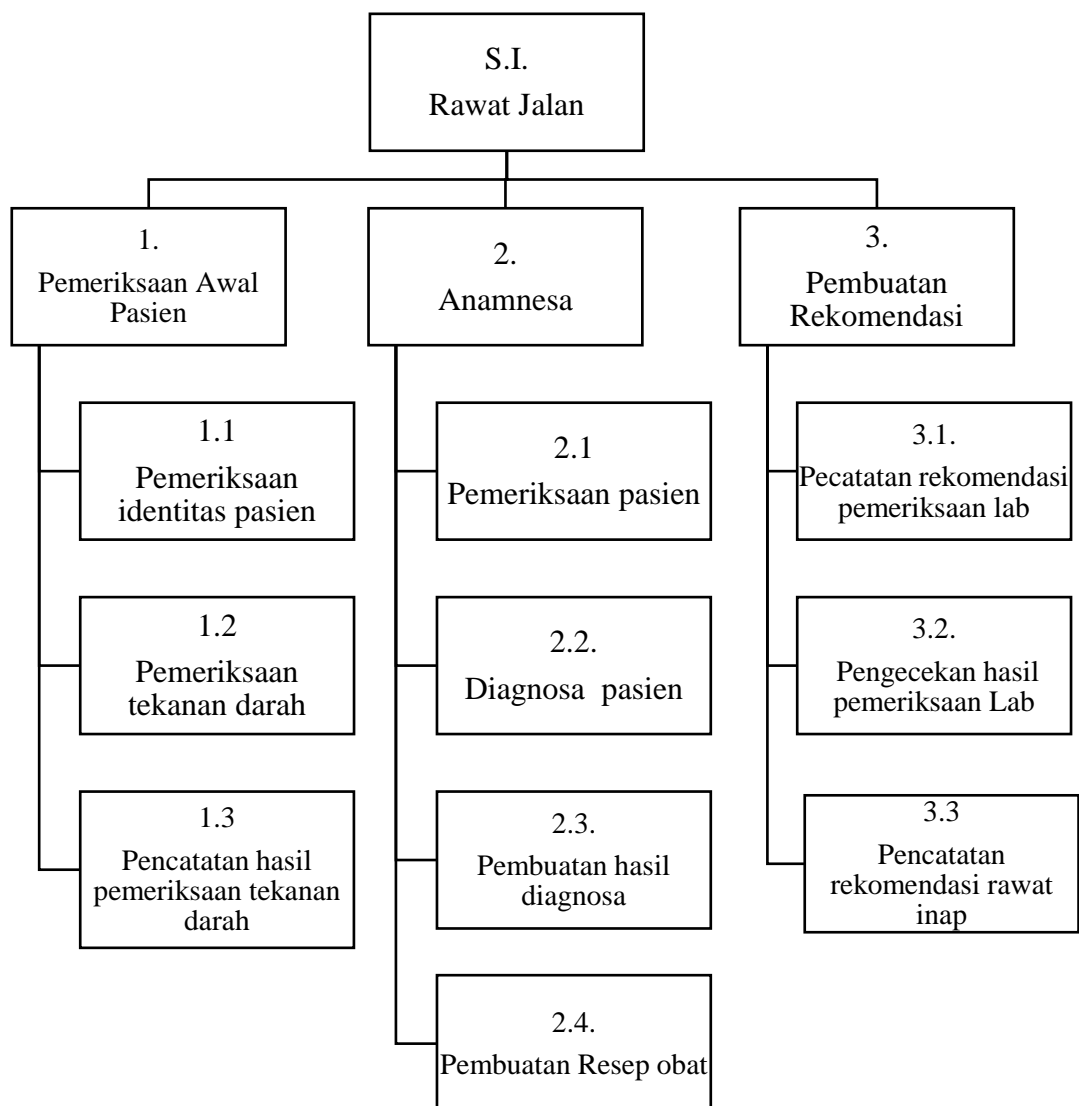 S.I.
Rawat Jalan
1.
Pemeriksaan Awal
Pasien
2.
Anamnesa
3.
Pembuatan
Rekomendasi
1.1
Pemeriksaan
identitas pasien
2.1
Pemeriksaan pasien
3.1.
Pecatatan rekomendasi
pemeriksaan lab
1.2
Pemeriksaan
tekanan darah
2.2.
Diagnosa pasien
3.2.
Pengecekan hasil
pemeriksaan Lab
1.3
Pencatatan hasil
pemeriksaan tekanan
darah
2.3.
Pembuatan hasil
diagnosa
3.3
Pencatatan
rekomendasi rawat
inap
2.4.
Pembuatan Resep obat